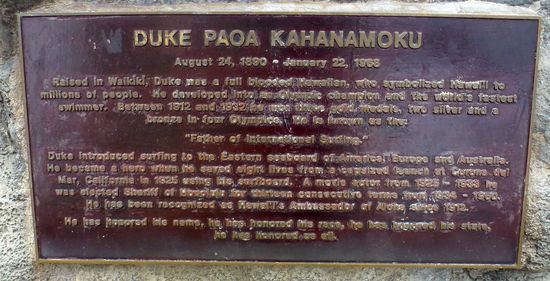 DUKE PAOA KAHANAMOKU
August 24, 1890 - January 22, 1968
Raised in Waikiki, Duke was a full blooded Hawaiian, who symbolized Hawaii to
millions of people. He developed into an Olympic champion and the world's fastest
swimmer. Between 1912 and 1932 he won three gold medals, two silver and a
bronze in four Olympics. He is known as the
"Father of International Surfing."
Duke introduced surfing to the Eastern seaboard of America, Europe and Australia.
He became a hero when he saved eight lives from a capsized launch at Corona del
Mar, California in 1925 using his surfboard. A movie actor from 1925 - 1933 he
was elected Sheriff of Honolulu for thirteen consecutive terms from 1934 - 1960.
He has been recognized as Hawaii's Ambassador of Aloha since 1912.
He has honored his name, he has honored his race, he has honored his state,
he has honored us all.